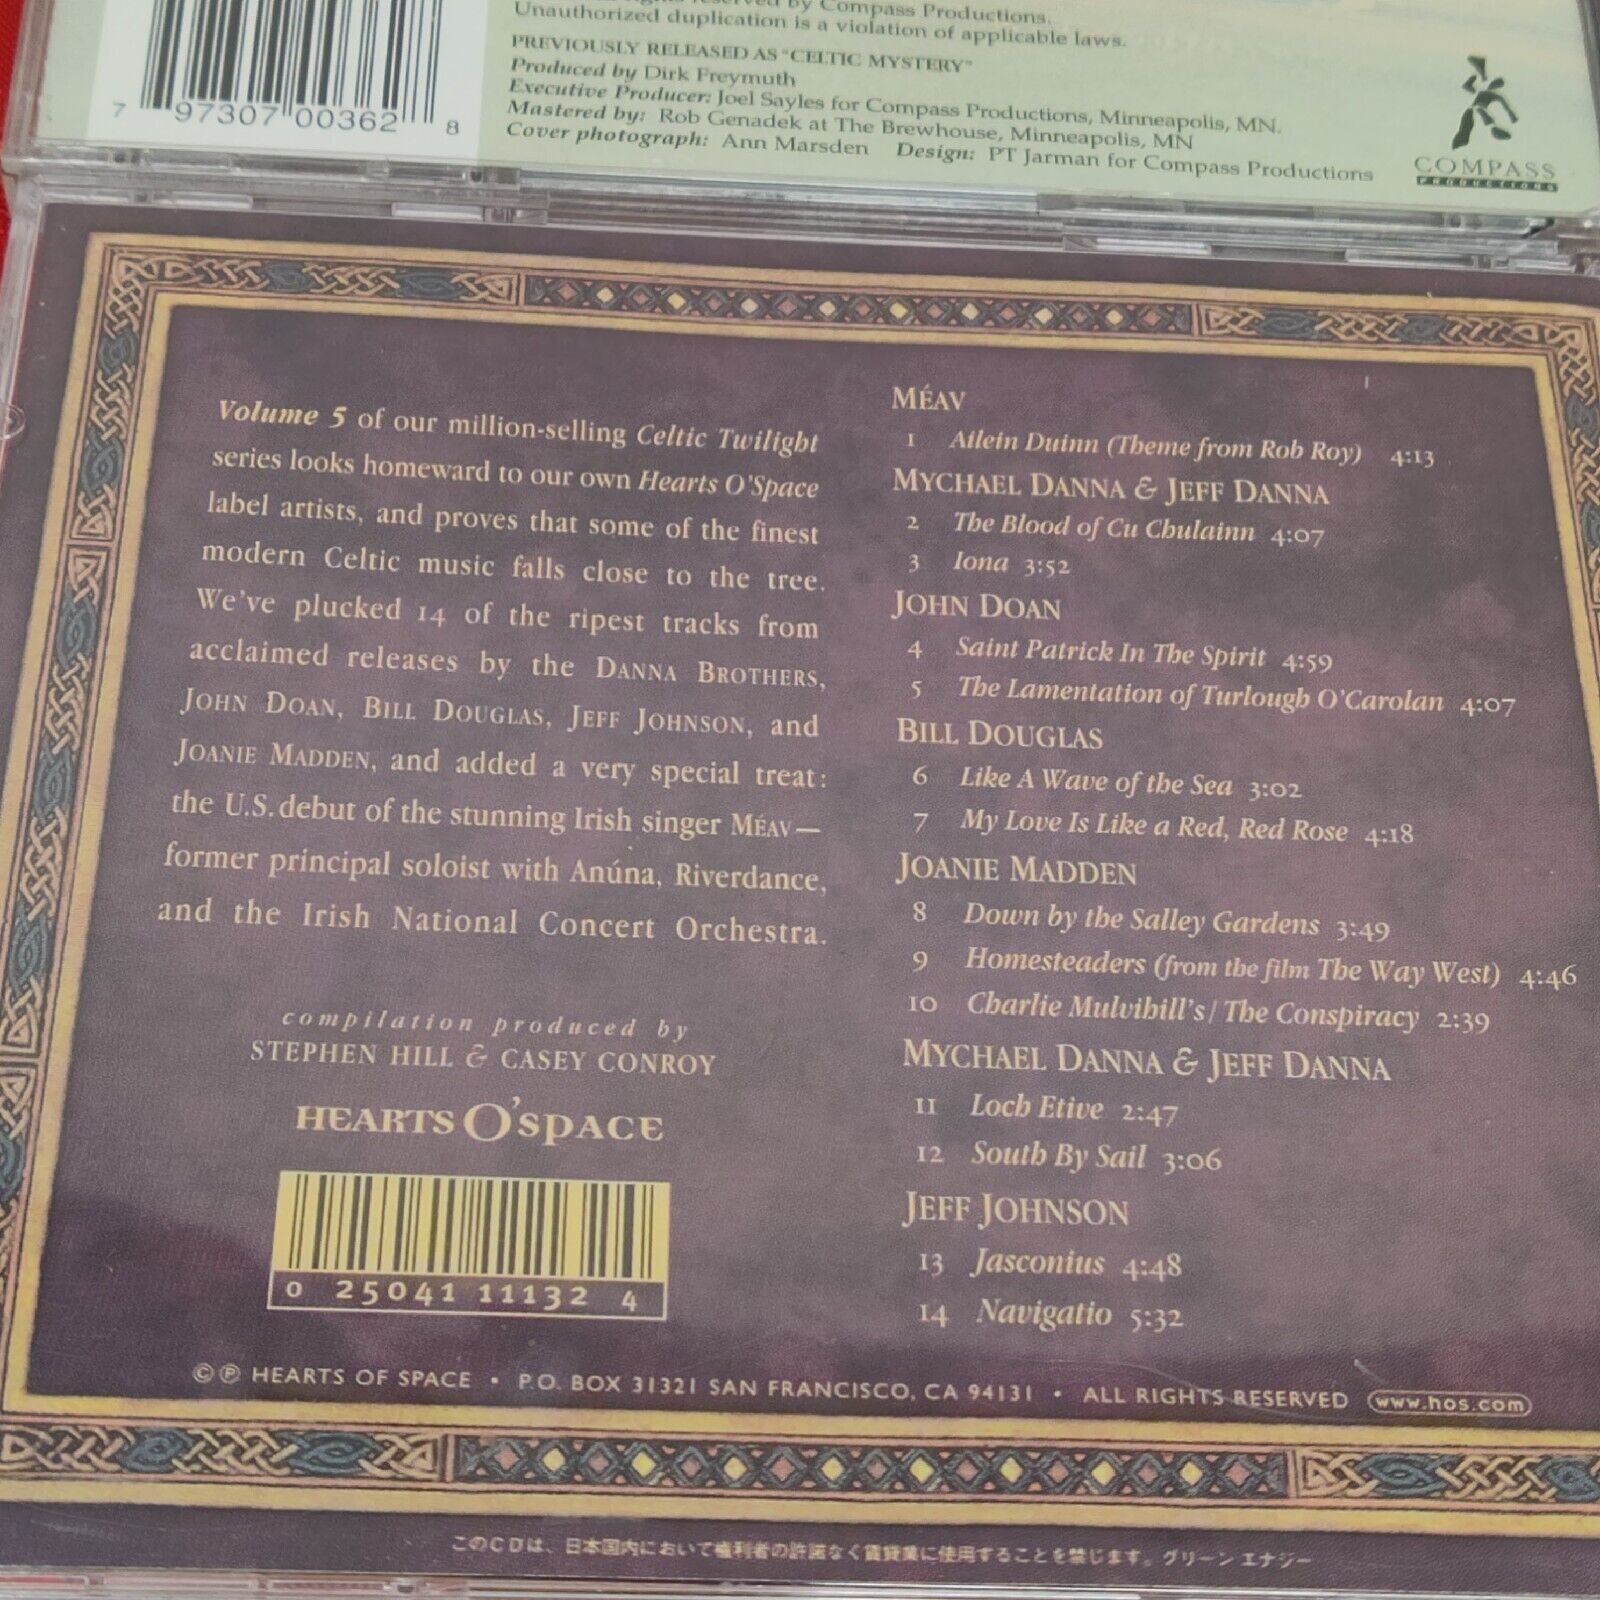 reserved by Compass Productions.
Unauthorized duplication is a violation of applicable laws.
PREVIOUSLY RELEASED AS "CELTIC MYSTERY"
Produced by Dirk Freymuth
Executive Producer: Joel Sayles for Compass Productions, Minneapolis, MN.
Mastered by: Rob Genadek at The Brewhouse, Minneapolis, MN
Cover photograph: Ann Marsden Design: PT Jarman for Compass Productions
7 97307 00362 8
COMPASS
PRODUCTIONS
Volume 5 of our million-selling Celtic Twilight
series looks homeward to our own Hearts O'Space
label artists, and proves that some of the finest
modern Celtic music falls close to the tree.
We've plucked 14 of the ripest tracks from
acclaimed releases by the DANNA BROTHERS,
JOHN DOAN, BILL DOUGLAS, JEFF JOHNSON, and
JOANIE MADDEN, and added a very special treat:
the U.S. debut of the stunning Irish singer MÉAV—
former principal soloist with Anúna, Riverdance,
and the Irish National Concert Orchestra.
compilation produced by
STEPHEN HILL & CASEY CONROY
HEARTS O'SPACE
0 25041 11132 4
MÉAV
1 Ailein Duinn (Theme from Rob Roy) 4:13
MYCHAEL DANNA & JEFF DANNA
2 The Blood of Cu Chulainn 4:07
3 Iona 3:52
JOHN DOAN
4 Saint Patrick In The Spirit 4:59
5 The Lamentation of Turlough O'Carolan 4:07
BILL DOUGLAS
6 Like A Wave of the Sea 3:02
7 My Love Is Like a Red, Red Rose 4:18
JOANIE MADDEN
8 Down by the Salley Gardens 3:49
9 Homesteaders (from the film The Way West) 4:46
10 Charlie Mulvihill's / The Conspiracy 2:39
MYCHAEL DANNA & JEFF DANNA
11 Loch Etive 2:47
12 South By Sail 3:06
JEFF JOHNSON
13 Jasconius 4:48
14 Navigatio 5:32
©℗ HEARTS OF SPACE • P.O. BOX 31321 SAN FRANCISCO, CA 94131 • ALL RIGHTS RESERVED www.hos.com
このCDは、日本国内において権利者の許諾なく賃貸業に使用することを禁じます。グリーン エナジー